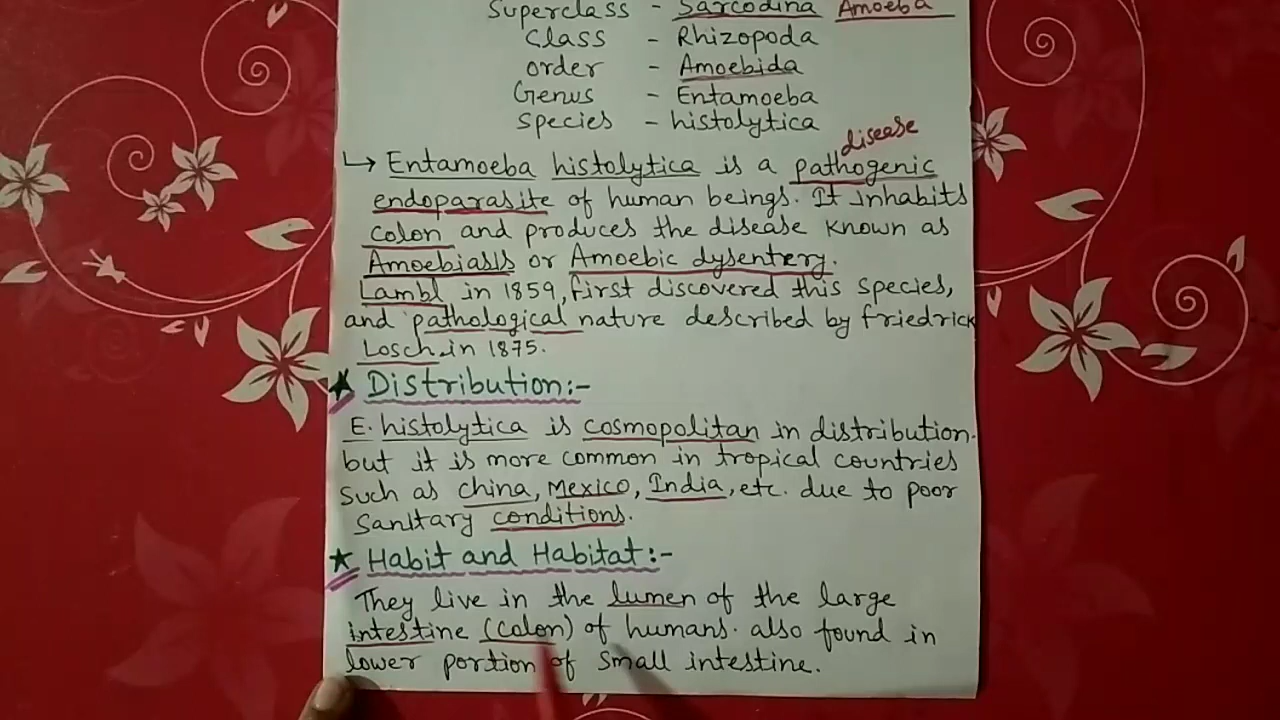 Superclass - Sarcodina Amoeba
Class - Rhizopoda
order - Amoebida
Genus - Entamoeba
Species - histolytica
disease
↳ Entamoeba histolytica is a pathogenic
endoparasite of human beings. It inhabits
colon and produces the disease known as
Amoebiasis or Amoebic dysentery.
Lambl in 1859, first discovered this species,
and pathological nature described by friedrick
Losch in 1875.
★ Distribution:-
E. histolytica is cosmopolitan in distribution.
but it is more common in tropical countries
such as china, Mexico, India, etc. due to poor
Sanitary conditions.
★ Habit and Habitat:-
They live in the lumen of the large
intestine (colon) of humans. also found in
lower portion of small intestine.